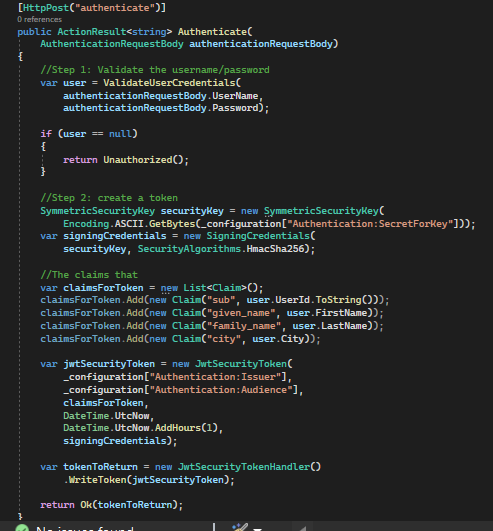 [HttpPost("authenticate")]
0 references
public ActionResult<string> Authenticate(
AuthenticationRequestBody authenticationRequestBody)
{
//Step 1: Validate the username/password
var user = ValidateUserCredentials(
authenticationRequestBody.UserName,
authenticationRequestBody.Password);
if (user == null)
{
return Unauthorized();
}
//Step 2: create a token
SymmetricSecurityKey securityKey = new SymmetricSecurityKey(
Encoding.ASCII.GetBytes(_configuration["Authentication:SecretForKey"]));
var signingCredentials = new SigningCredentials(
securityKey, SecurityAlgorithms.HmacSha256);
//The claims that
var claimsForToken = new List<Claim>();
claimsForToken.Add(new Claim("sub", user.UserId.ToString()));
claimsForToken.Add(new Claim("given_name", user.FirstName));
claimsForToken.Add(new Claim("family_name", user.LastName));
claimsForToken.Add(new Claim("city", user.City));
var jwtSecurityToken = new JwtSecurityToken(
_configuration["Authentication:Issuer"],
_configuration["Authentication:Audience"],
claimsForToken,
DateTime.UtcNow,
DateTime.UtcNow.AddHours(1),
signingCredentials);
var tokenToReturn = new JwtSecurityTokenHandler()
.WriteToken(jwtSecurityToken);
return Ok(tokenToReturn);
}
No issues found